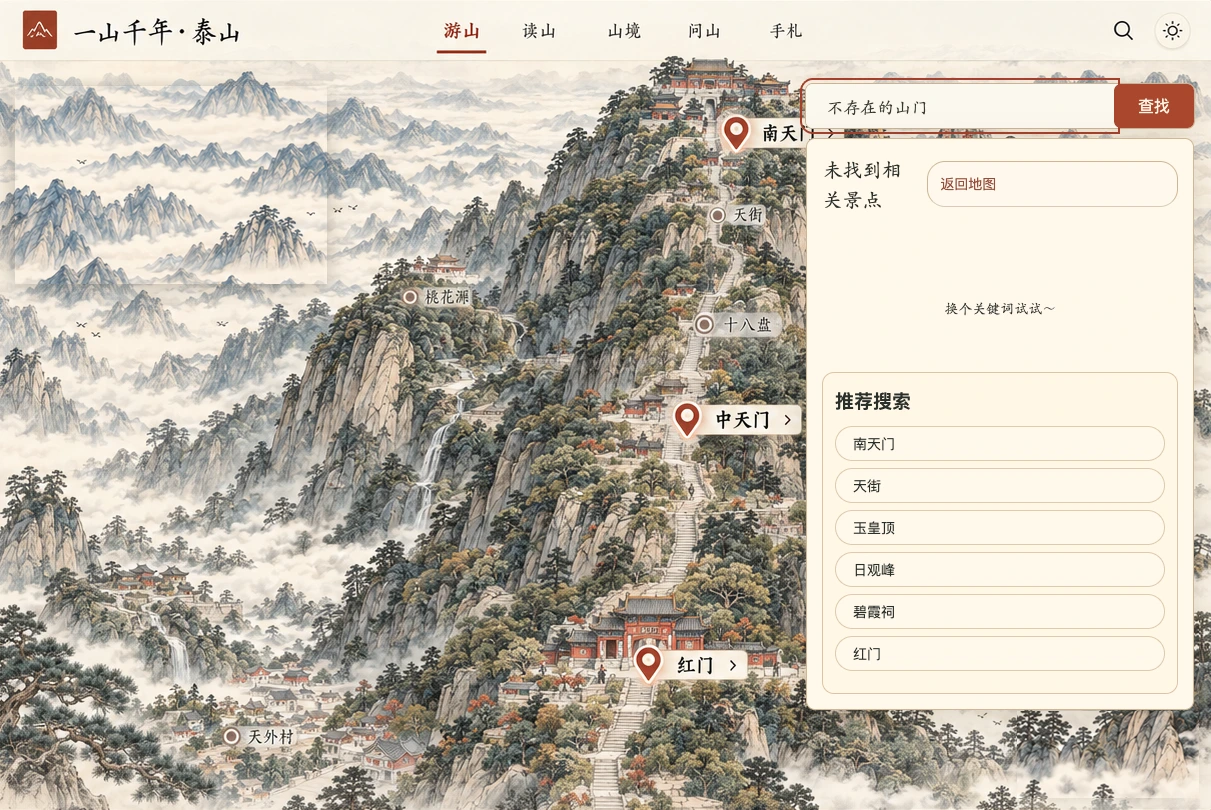 一山千年·泰山
游山
读山
山境
问山
手札
不存在的山门
查找
未找到相
关景点
返回地图
换个关键词试试～
推荐搜索
南天门
天街
玉皇顶
日观峰
碧霞祠
红门
南天门
天街
桃花源
十八盘
中天门
红门
天外村